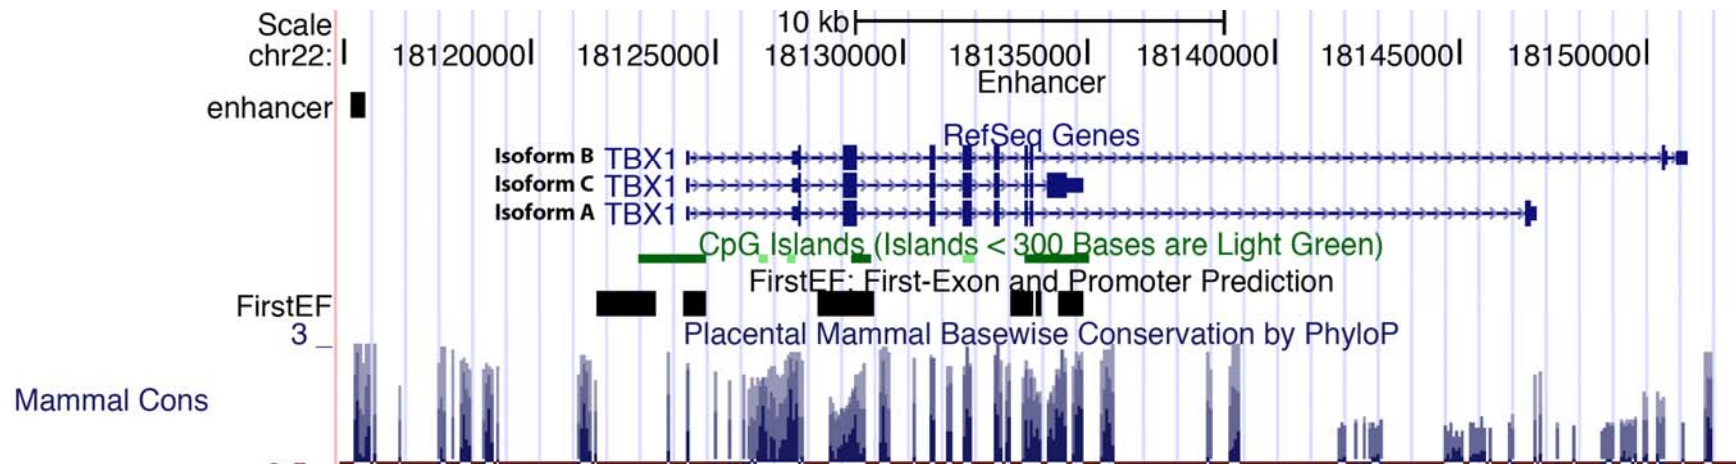 Scale 10 kb
chr22: 18120000 18125000 18130000 18135000 18140000 18145000 18150000
Enhancer
enhancer
RefSeq Genes
Isoform B TBX1
Isoform C TBX1
Isoform A TBX1
CpG Islands (Islands < 300 Bases are Light Green)
FirstEF: First-Exon and Promoter Prediction
FirstEF
3 _
Placental Mammal Basewise Conservation by PhyloP
Mammal Cons